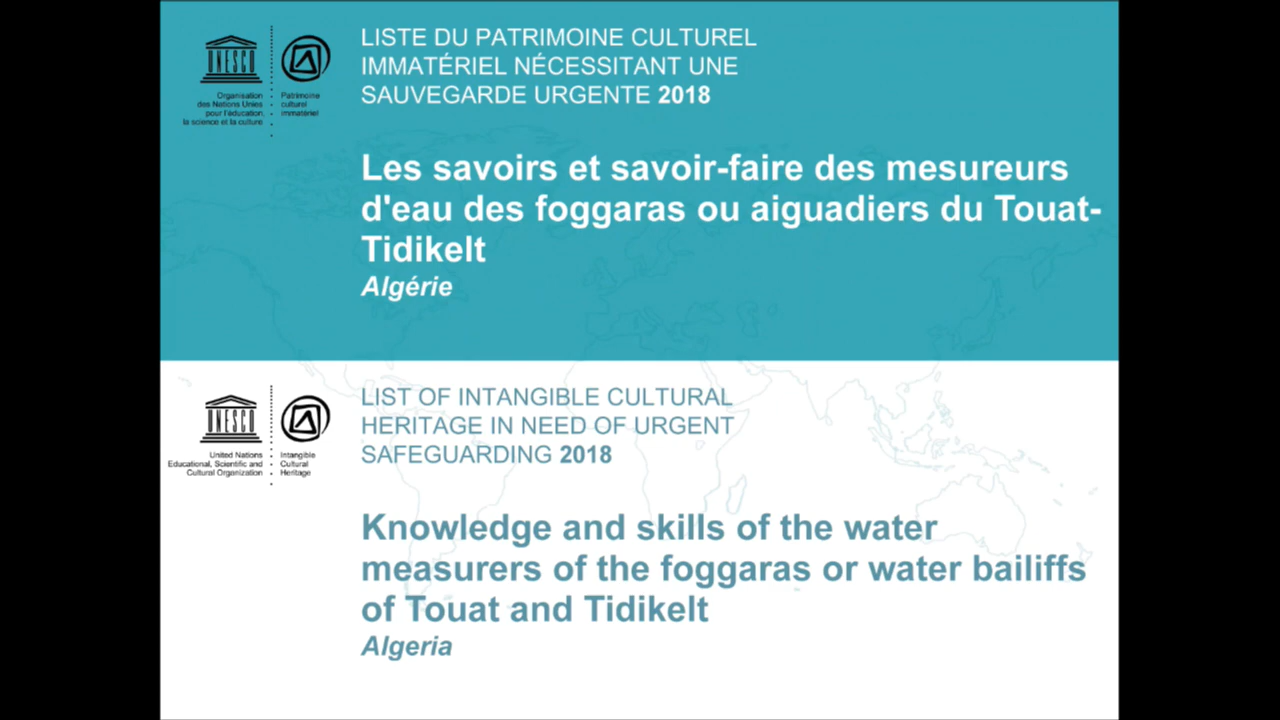 UNESCO
Organisation
des Nations Unies
pour l'éducation,
la science et la culture
Patrimoine
culturel
immatériel
LISTE DU PATRIMOINE CULTUREL
IMMATÉRIEL NÉCESSITANT UNE
SAUVEGARDE URGENTE 2018
Les savoirs et savoir-faire des mesureurs
d'eau des foggaras ou aiguadiers du Touat-
Tidikelt
Algérie
UNESCO
United Nations
Educational, Scientific and
Cultural Organization
Intangible
Cultural
Heritage
LIST OF INTANGIBLE CULTURAL
HERITAGE IN NEED OF URGENT
SAFEGUARDING 2018
Knowledge and skills of the water
measurers of the foggaras or water bailiffs
of Touat and Tidikelt
Algeria